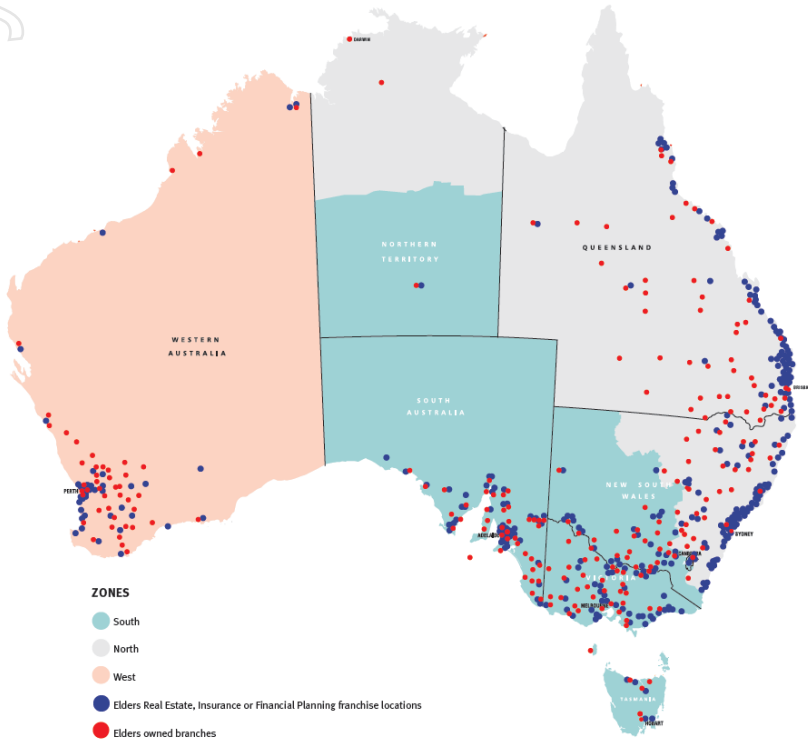 DARWIN
NORTHERN
TERRITORY
QUEENSLAND
WESTERN
AUSTRALIA
SOUTH
AUSTRALIA
NEW SOUTH
WALES
PERTH
ADELAIDE
SYDNEY
CANBERRA
VICTORIA
MELBOURNE
TASMANIA
HOBART
ZONES
South
North
West
Elders Real Estate, Insurance or Financial Planning franchise locations
Elders owned branches